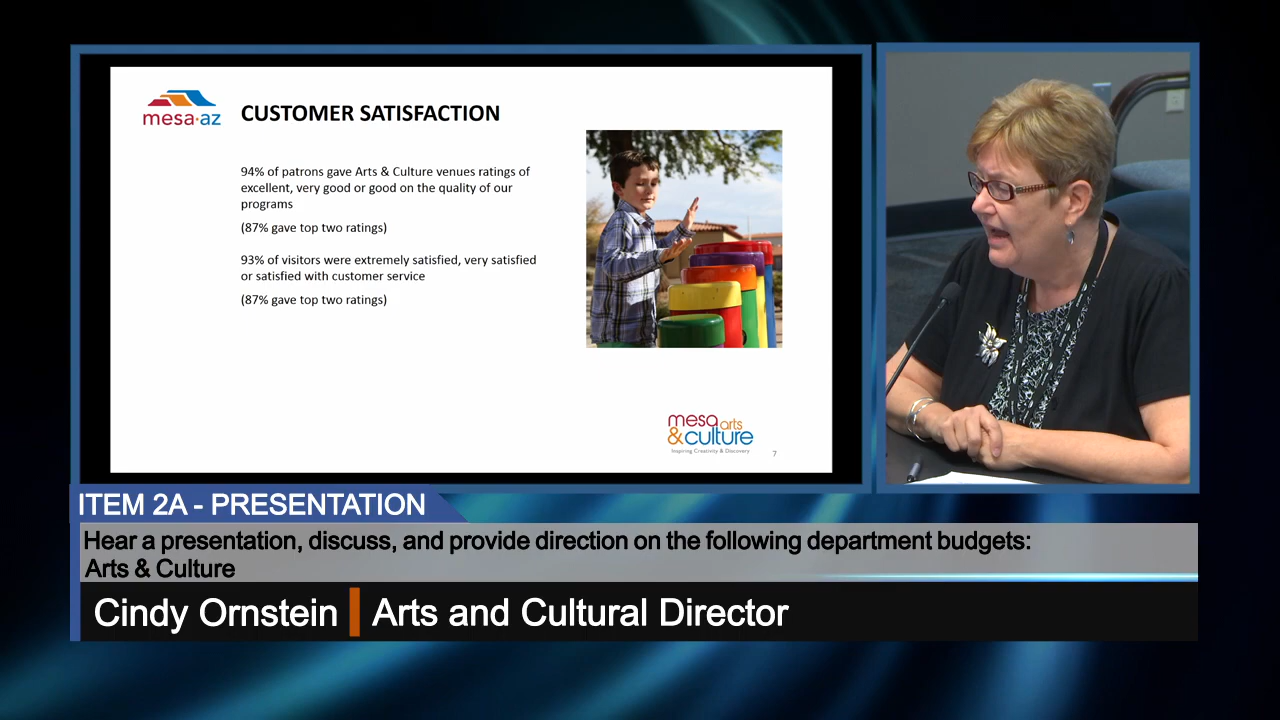 mesa·az
CUSTOMER SATISFACTION
94% of patrons gave Arts & Culture venues ratings of
excellent, very good or good on the quality of our
programs
(87% gave top two ratings)
93% of visitors were extremely satisfied, very satisfied
or satisfied with customer service
(87% gave top two ratings)
mesa arts
&culture
Inspiring Creativity & Discovery
7
ITEM 2A - PRESENTATION
Hear a presentation, discuss, and provide direction on the following department budgets:
Arts & Culture
Cindy Ornstein Arts and Cultural Director